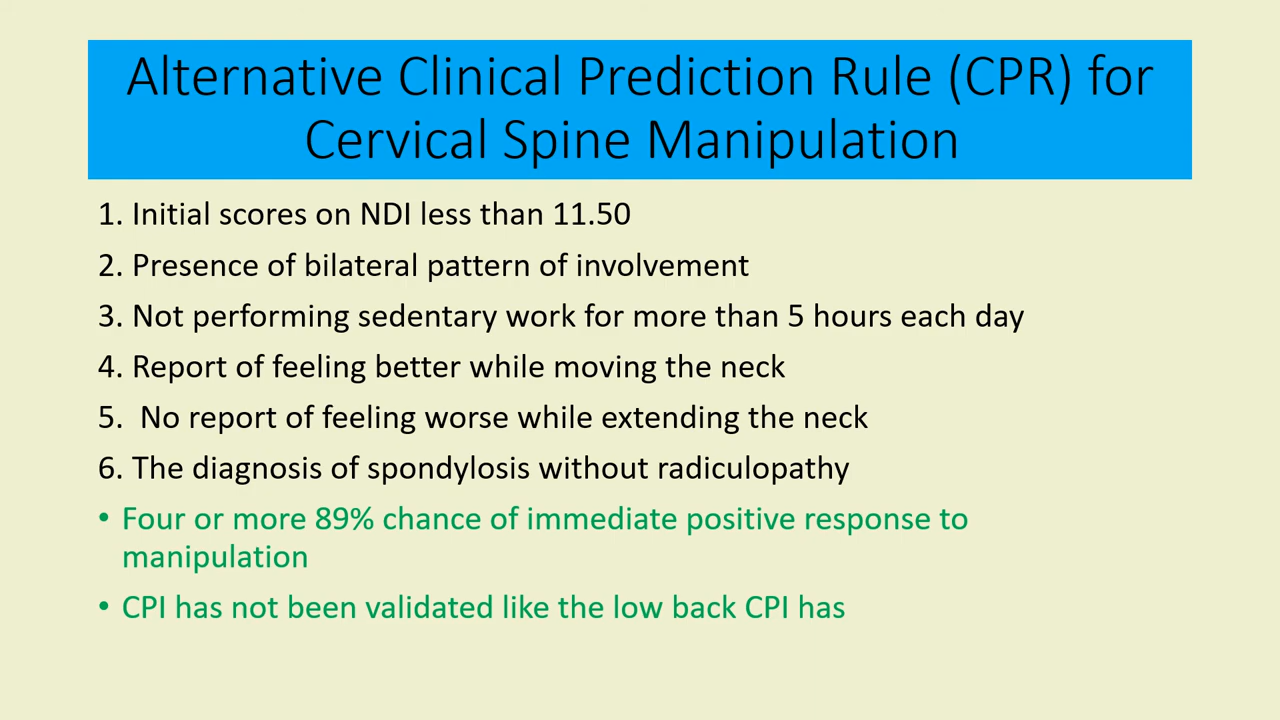 Alternative Clinical Prediction Rule (CPR) for
Cervical Spine Manipulation
1. Initial scores on NDI less than 11.50
2. Presence of bilateral pattern of involvement
3. Not performing sedentary work for more than 5 hours each day
4. Report of feeling better while moving the neck
5. No report of feeling worse while extending the neck
6. The diagnosis of spondylosis without radiculopathy
• Four or more 89% chance of immediate positive response to
manipulation
• CPI has not been validated like the low back CPI has